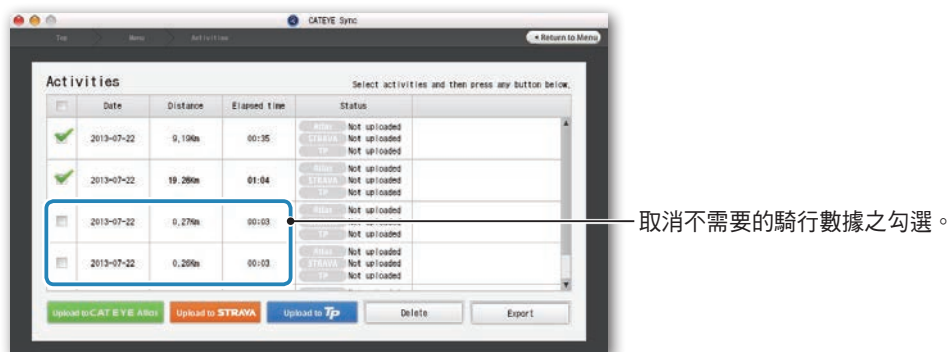 CATEYE Sync
Top Menu Activities
Return to Menu
Activities
Select activities and then press any button below.
Date Distance Elapsed time Status
Atlas Not uploaded
2013-07-22 9.19Km 00:35 STRAVA Not uploaded
TP Not uploaded
Atlas Not uploaded
2013-07-22 19.26Km 01:04 STRAVA Not uploaded
TP Not uploaded
Atlas Not uploaded
2013-07-22 0.27Km 00:03
取消不需要的騎行數據之勾選。
TP Not uploaded
Atlas Not uploaded
2013-07-22 0.26Km 00:03 STRAVA Not uploaded
TP Not uploaded
Upload to CATEYE Atlas Upload to STRAVA Upload to Tp Delete Export